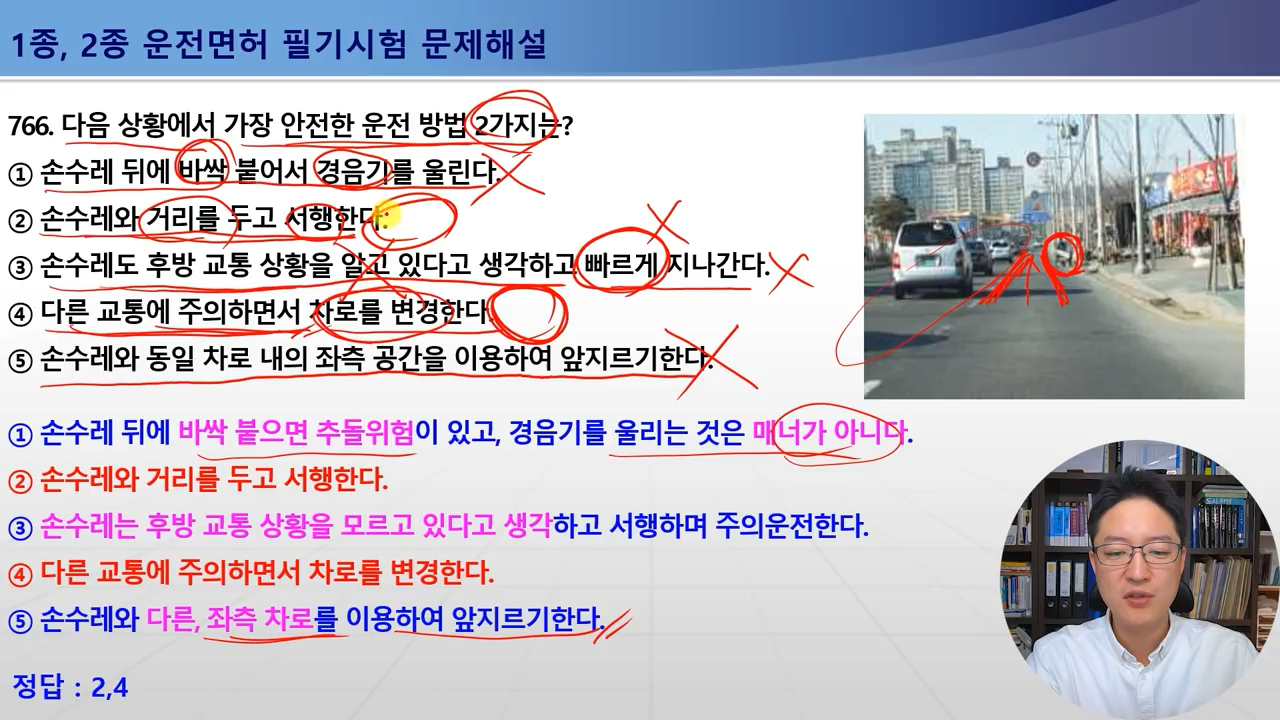 1종, 2종 운전면허 필기시험 문제해설
766. 다음 상황에서 가장 안전한 운전 방법 2가지는?
① 손수레 뒤에 바싹 붙어서 경음기를 울린다.
② 손수레와 거리를 두고 서행한다.
③ 손수레도 후방 교통 상황을 알고 있다고 생각하고 빠르게 지나간다.
④ 다른 교통에 주의하면서 차로를 변경한다.
⑤ 손수레와 동일 차로 내의 좌측 공간을 이용하여 앞지르기한다.
① 손수레 뒤에 바싹 붙으면 추돌위험이 있고, 경음기를 울리는 것은 매너가 아니다.
② 손수레와 거리를 두고 서행한다.
③ 손수레는 후방 교통 상황을 모르고 있다고 생각하고 서행하며 주의운전한다.
④ 다른 교통에 주의하면서 차로를 변경한다.
⑤ 손수레와 다른, 좌측 차로를 이용하여 앞지르기한다.
정답 : 2,4